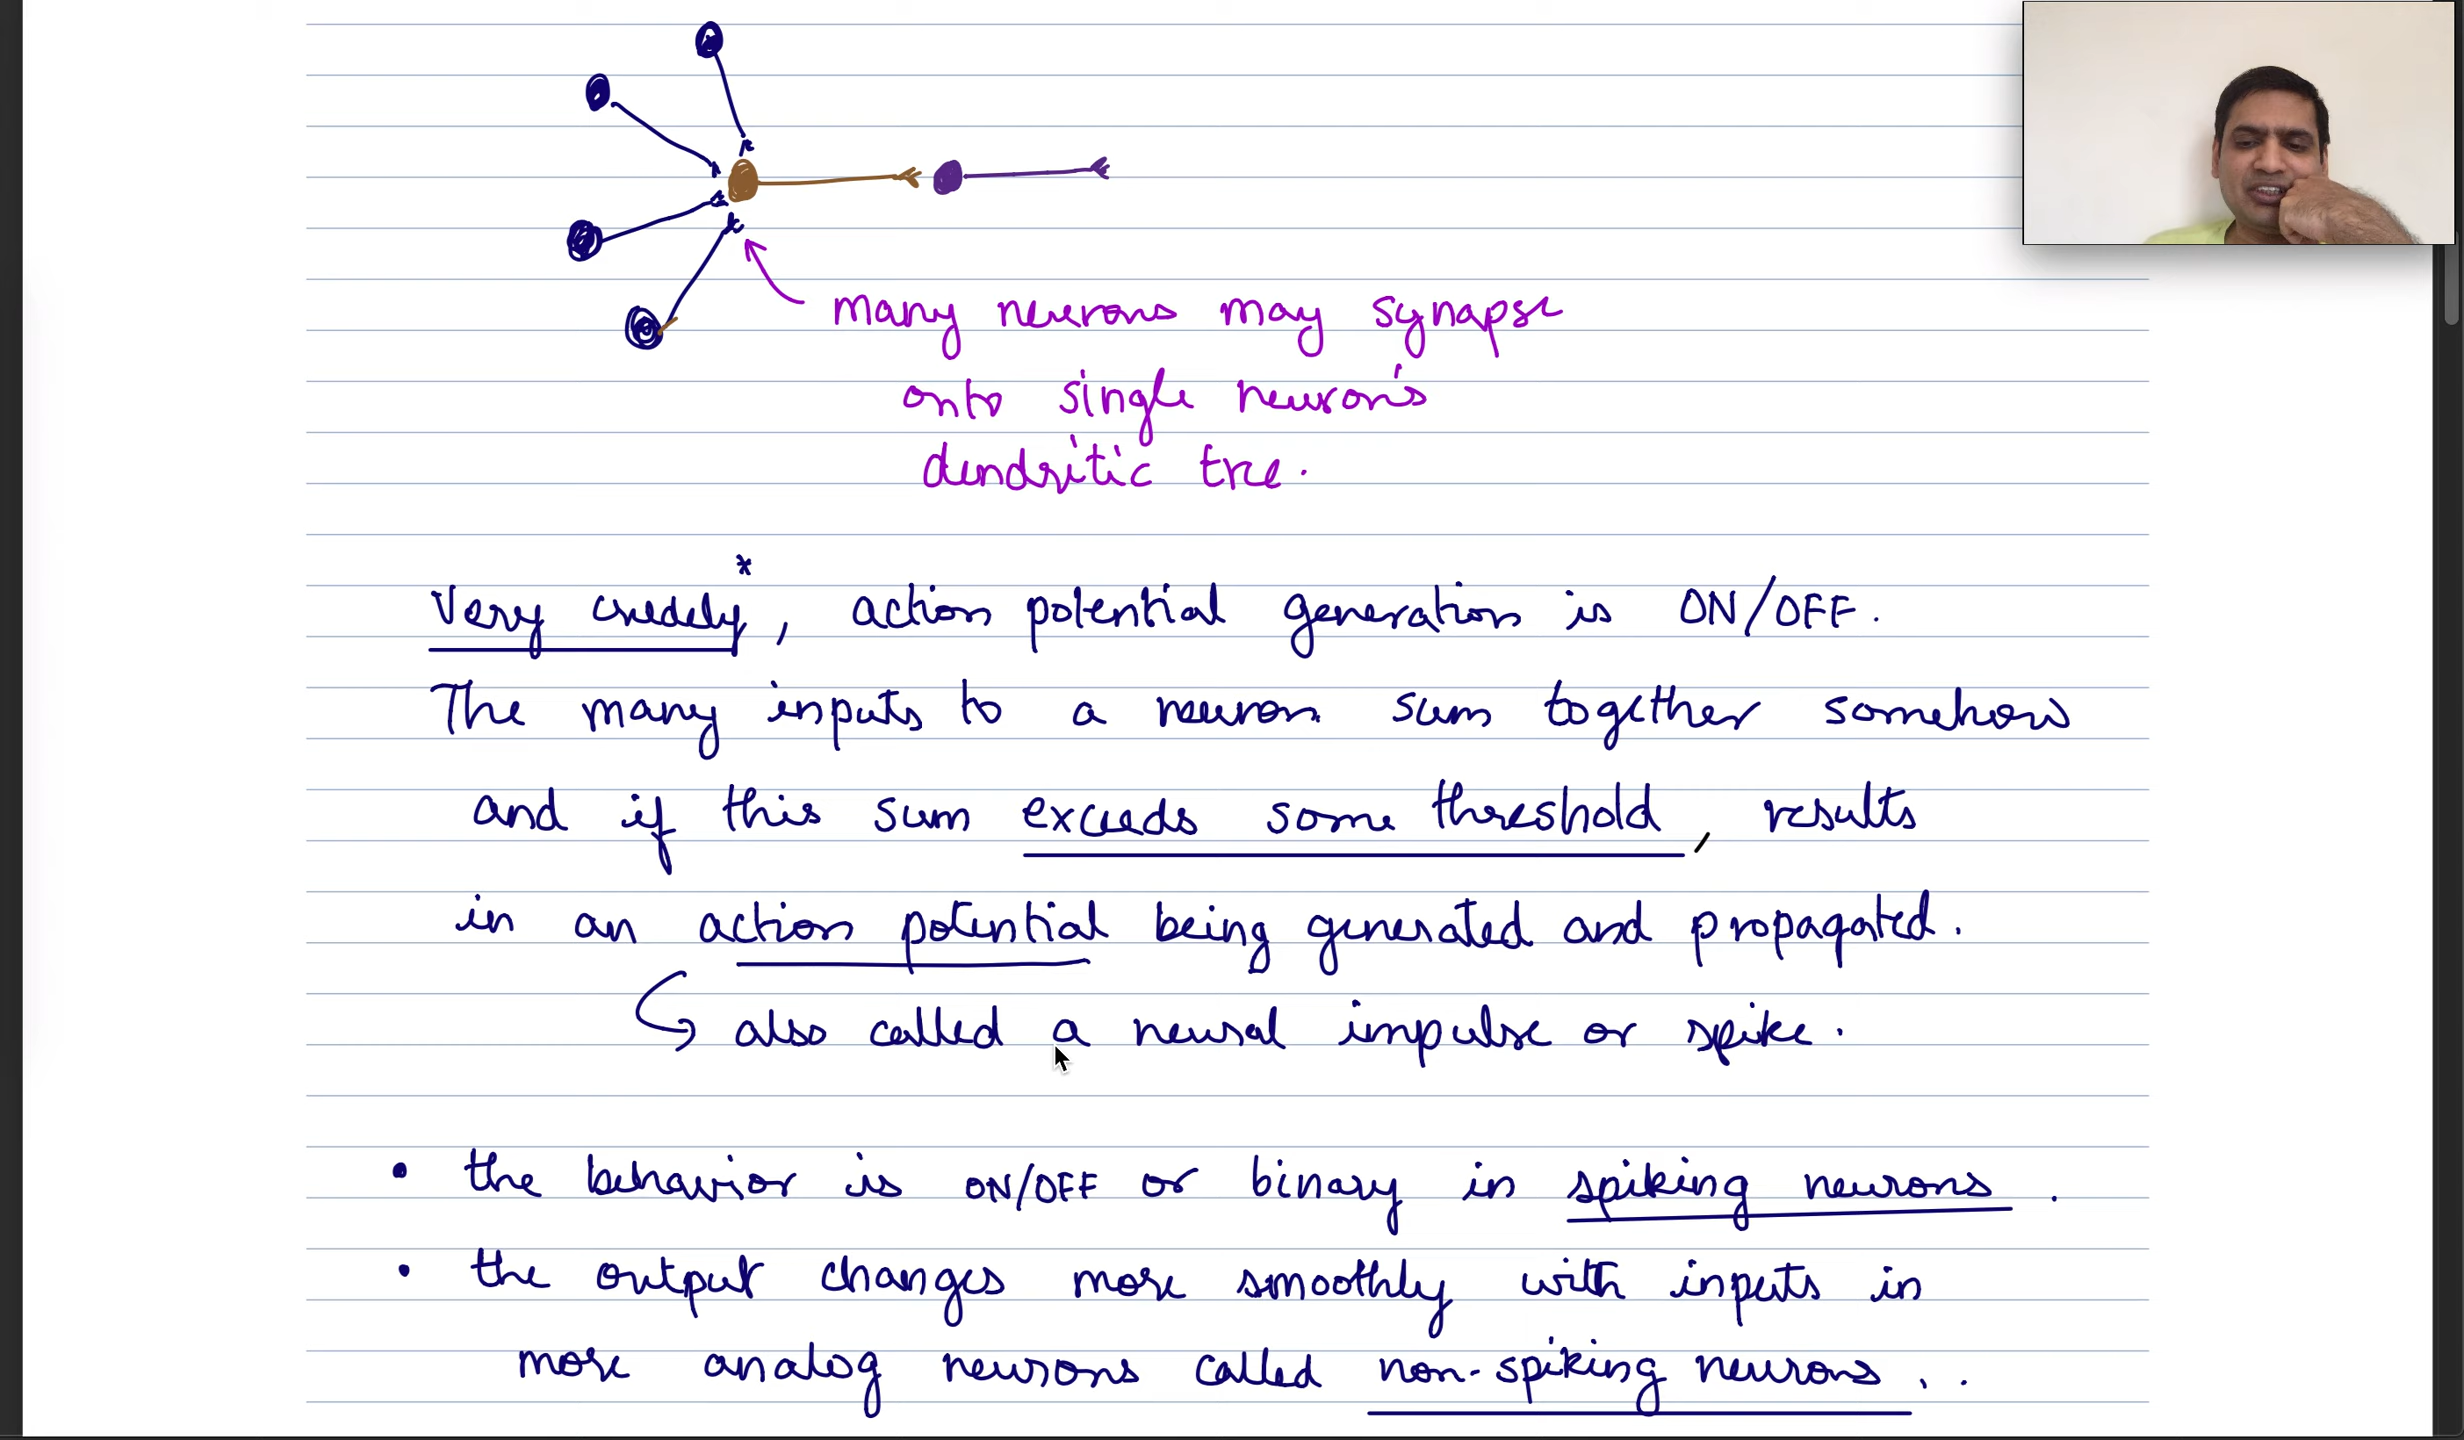 many neurons may synapse
onto single neuron's
dendritic tree.
Very crudely*, action potential generation is ON/OFF.
The many inputs to a neuron sum together somehow
and if this sum exceeds some threshold, results
in an action potential being generated and propagated.
also called a neural impulse or spike.
• the behavior is ON/OFF or binary in spiking neurons.
• the output changes more smoothly with inputs in
more analog neurons called non-spiking neurons..